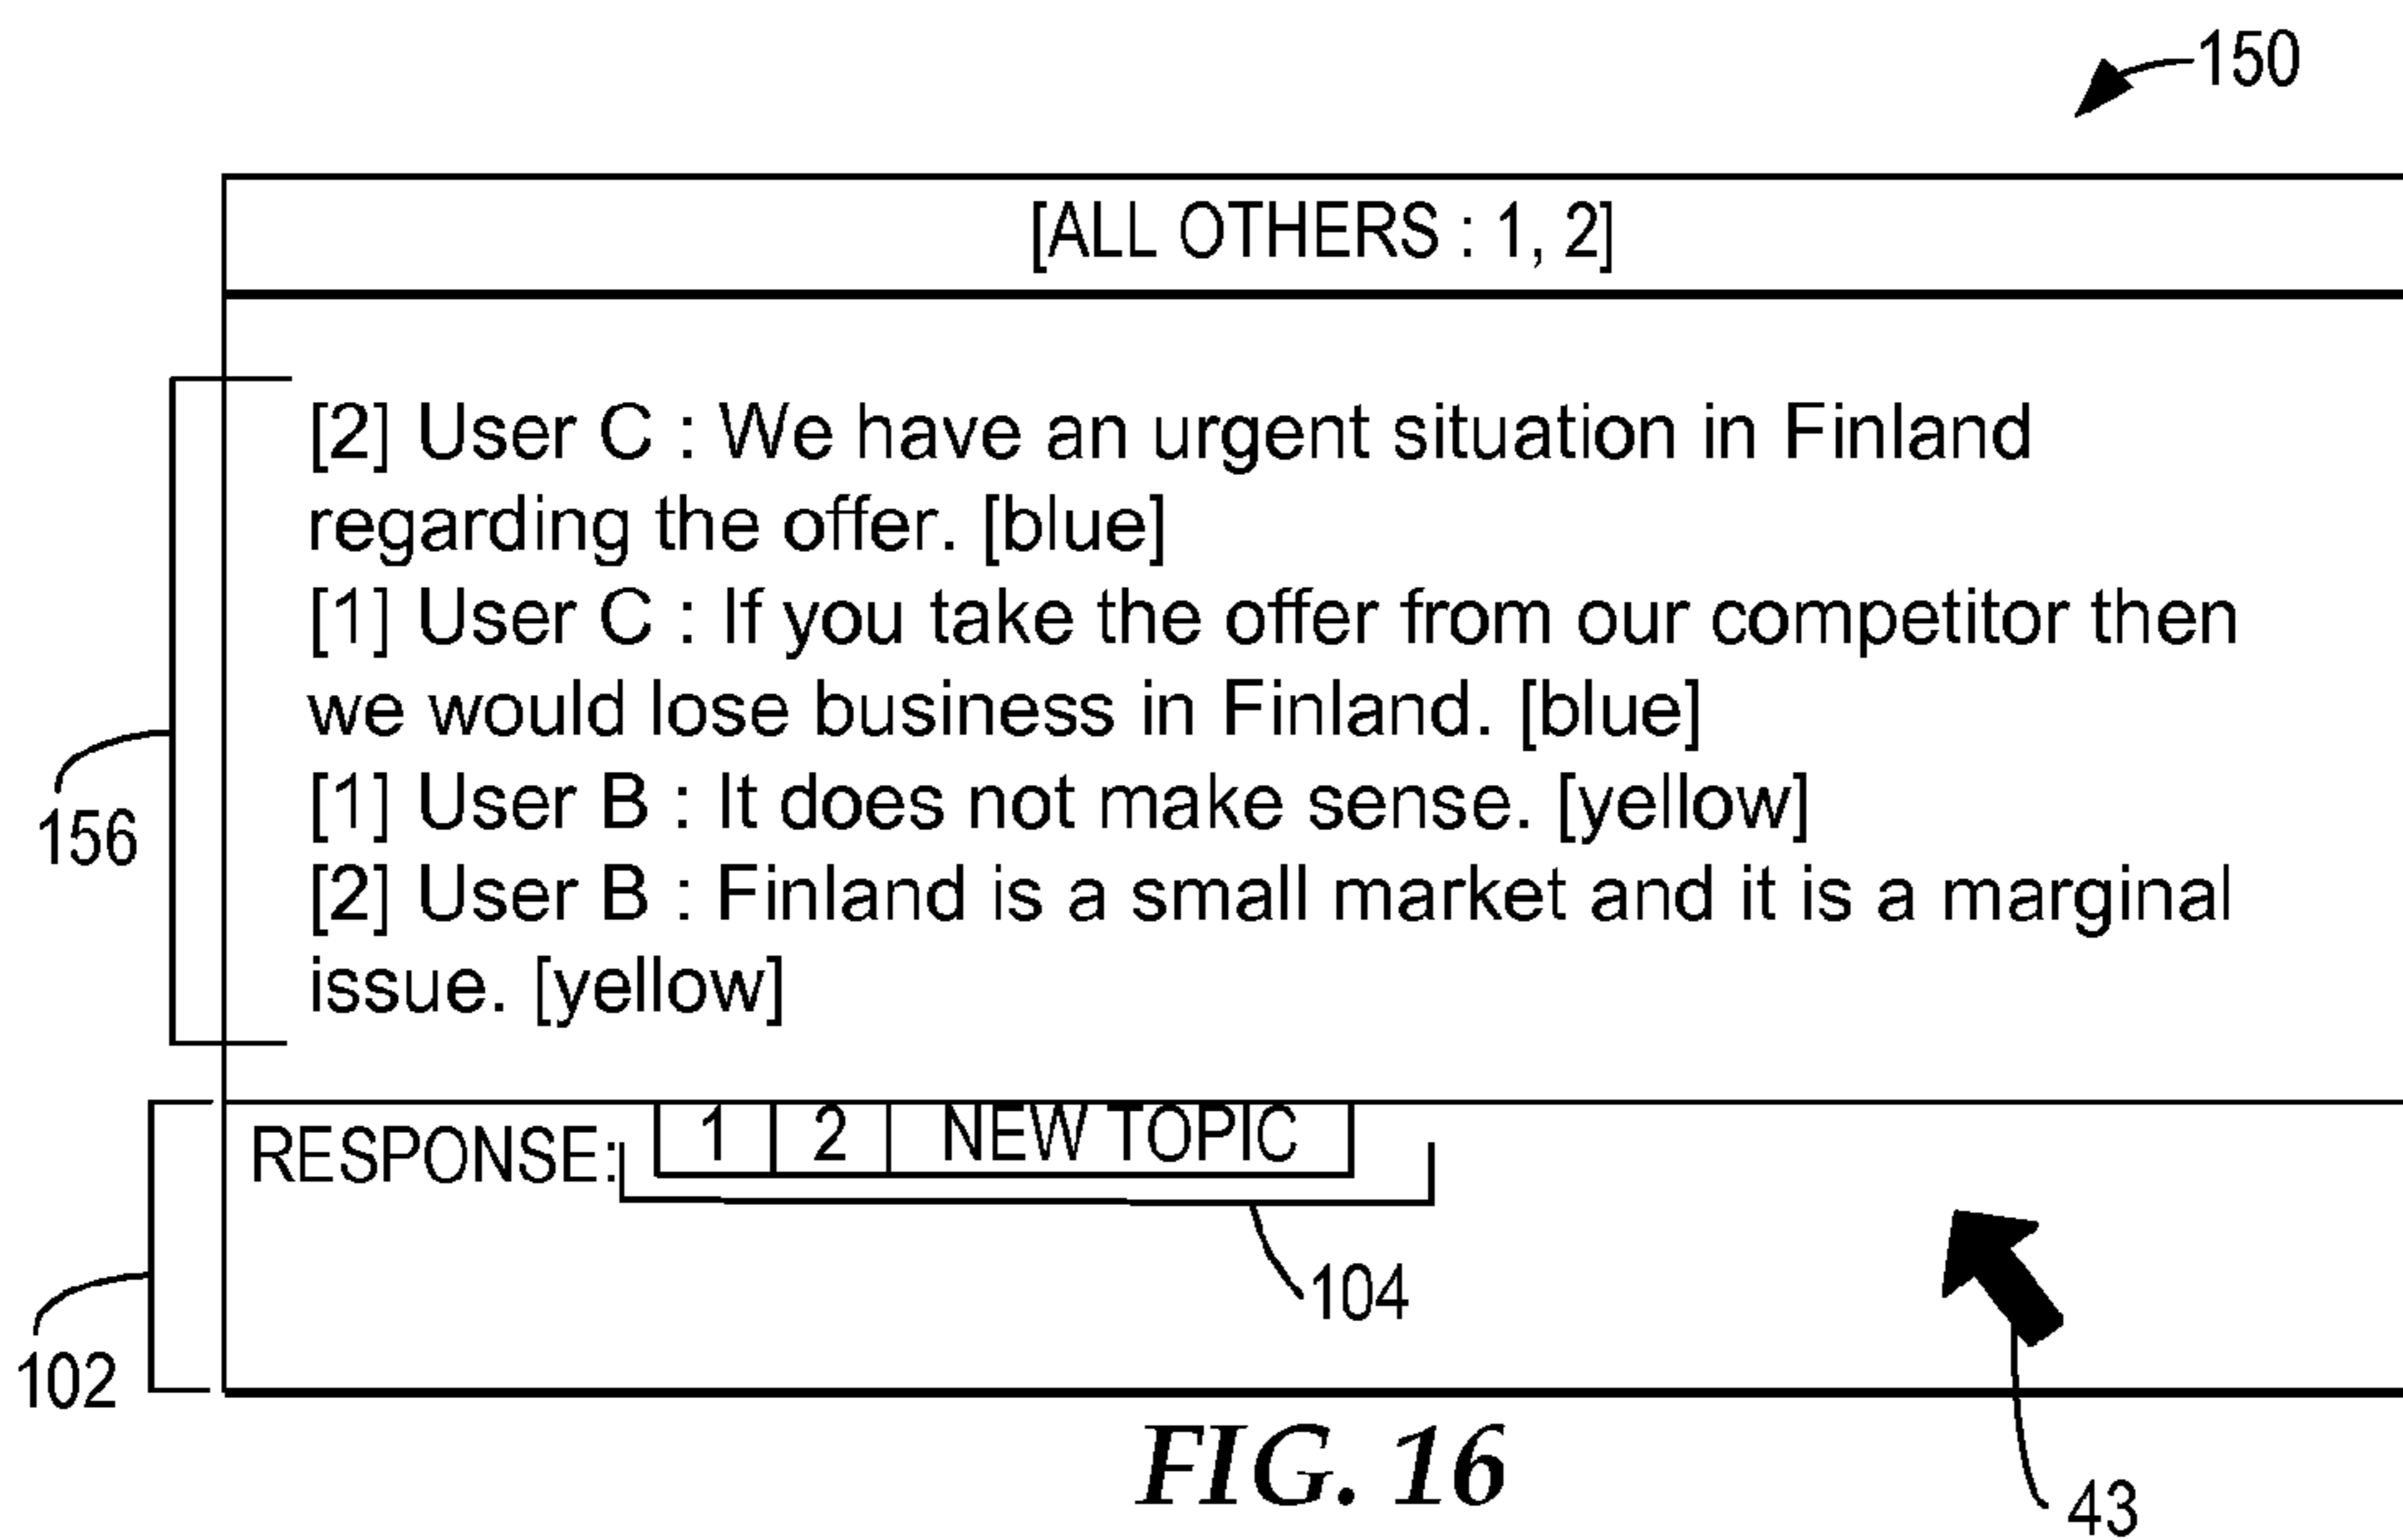 150
[ALL OTHERS : 1, 2]
[2] User C : We have an urgent situation in Finland
regarding the offer. [blue]
[1] User C : If you take the offer from our competitor then
we would lose business in Finland. [blue]
[1] User B : It does not make sense. [yellow]
156
[2] User B : Finland is a small market and it is a marginal
issue. [yellow]
RESPONSE: 1 2 NEW TOPIC
104
102
FIG. 16
43